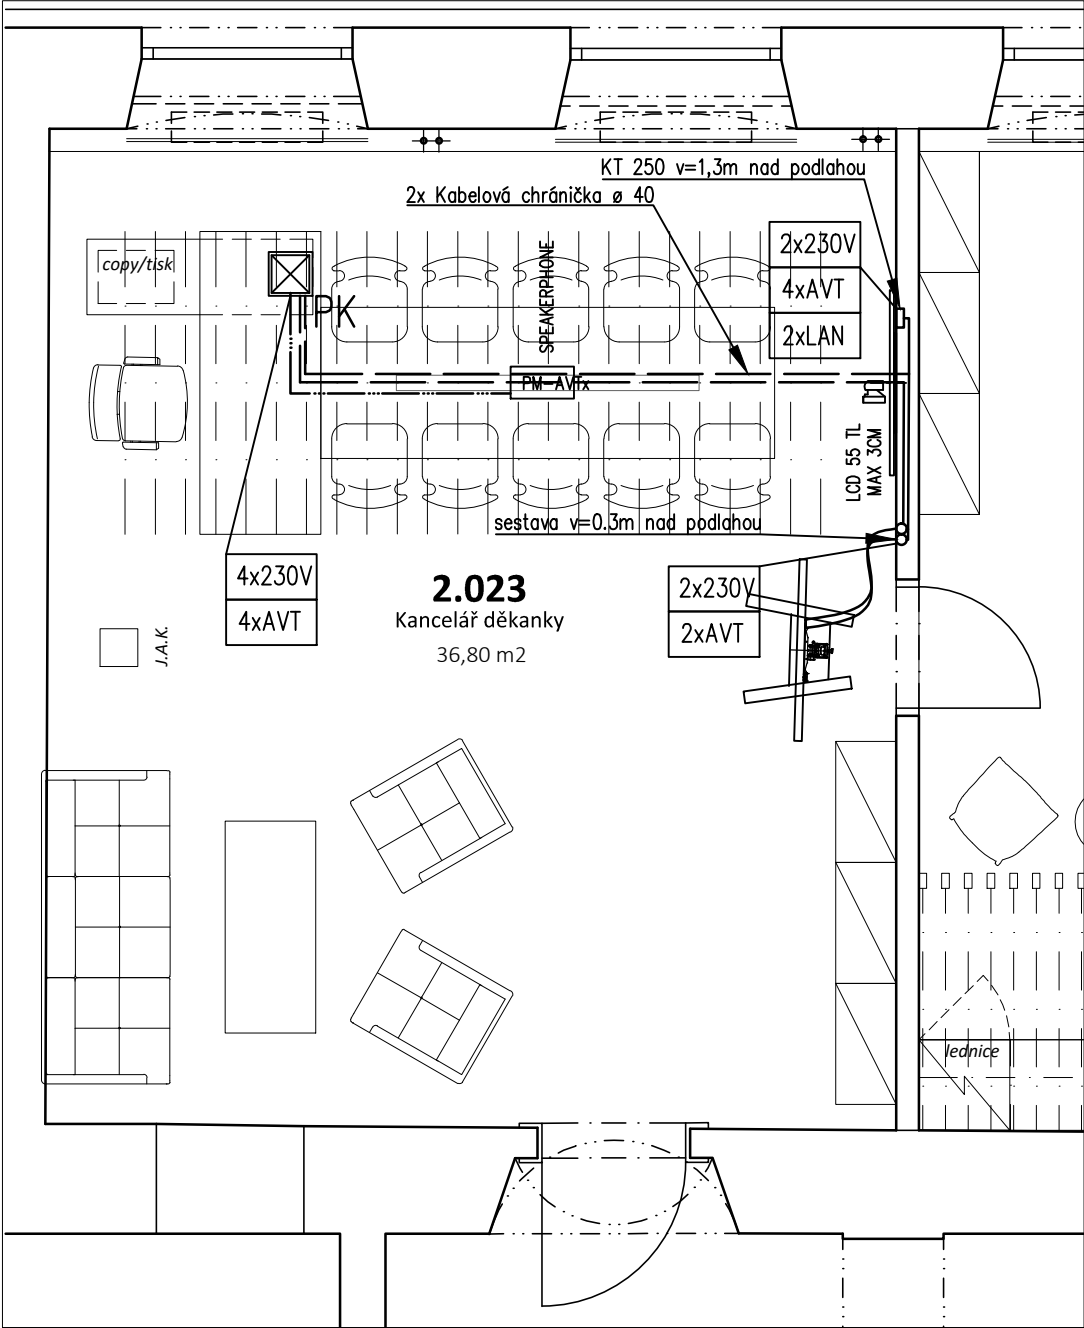 KT 250 v=1,3m nad podlahou
2x Kabelová chránička ø 40
2x230V
4xAVT
2xLAN
copy/tisk
PK
SPEAKERPHONE
PM-AVTx
LCD 55 TL
MAX 3CM
sestava v=0.3m nad podlahou
4x230V
4xAVT
2.023
Kancelář děkanky
36,80 m2
2x230V
2xAVT
J.A.K.
lednice